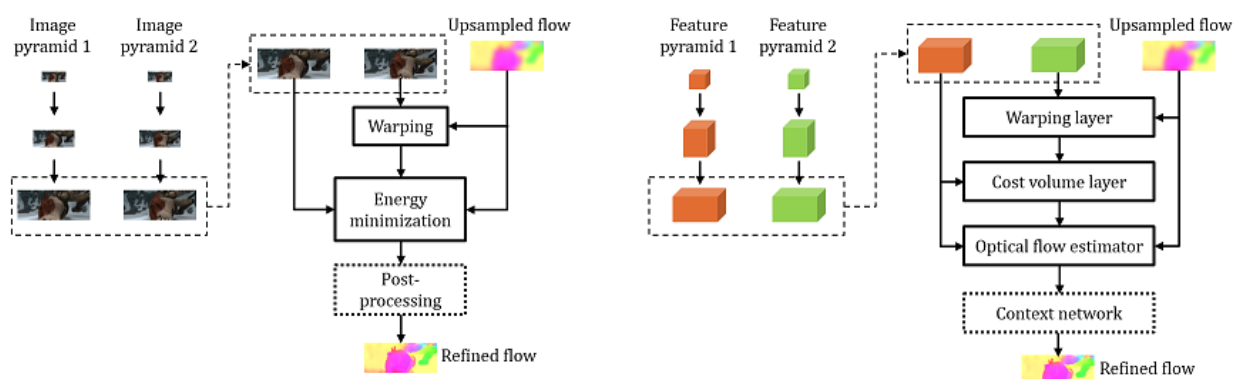 Image
pyramid 1
Image
pyramid 2
Upsampled flow
Warping
Energy
minimization
Post-
processing
Refined flow
Feature
pyramid 1
Feature
pyramid 2
Upsampled flow
Warping layer
Cost volume layer
Optical flow estimator
Context network
Refined flow